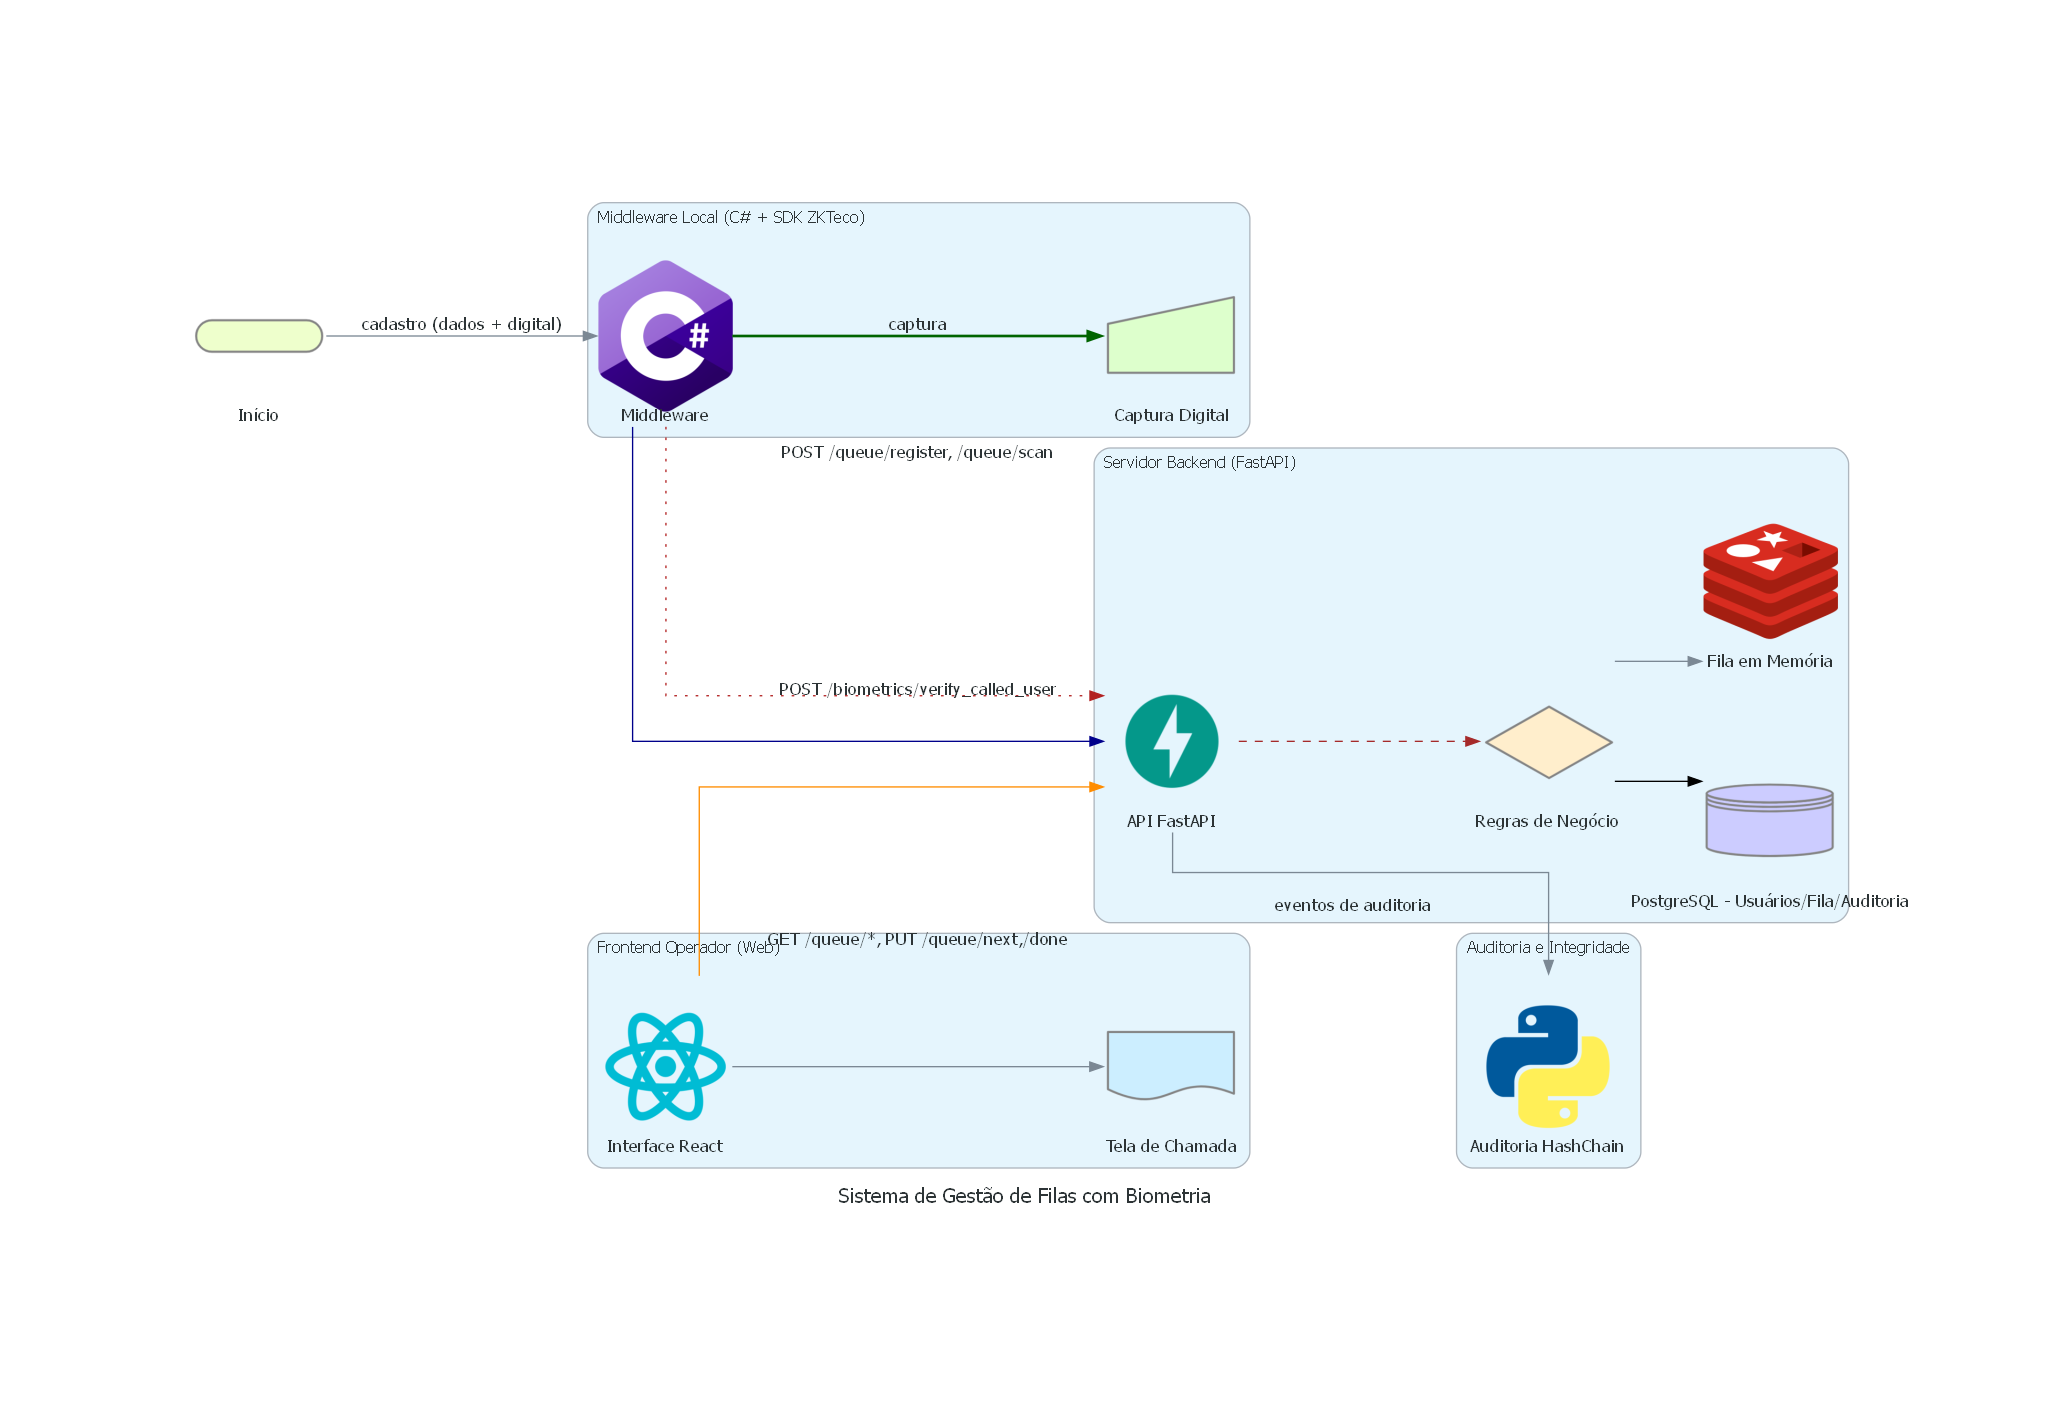 Middleware Local (C# + SDK ZKTeco)
cadastro (dados + digital)
#
captura
Início
Middleware
Captura Digital
POST /queue/register, /queue/scan
Servidor Backend (FastAPI)
Fila em Memória
POST /biometrics/verify_called_user
API FastAPI
Regras de Negócio
PostgreSQL - Usuários/Fila/Auditoria
eventos de auditoria
GET /queue/*, PUT /queue/next,/done
Frontend Operador (Web)
Auditoria e Integridade
Interface React
Tela de Chamada
Auditoria HashChain
Sistema de Gestão de Filas com Biometria